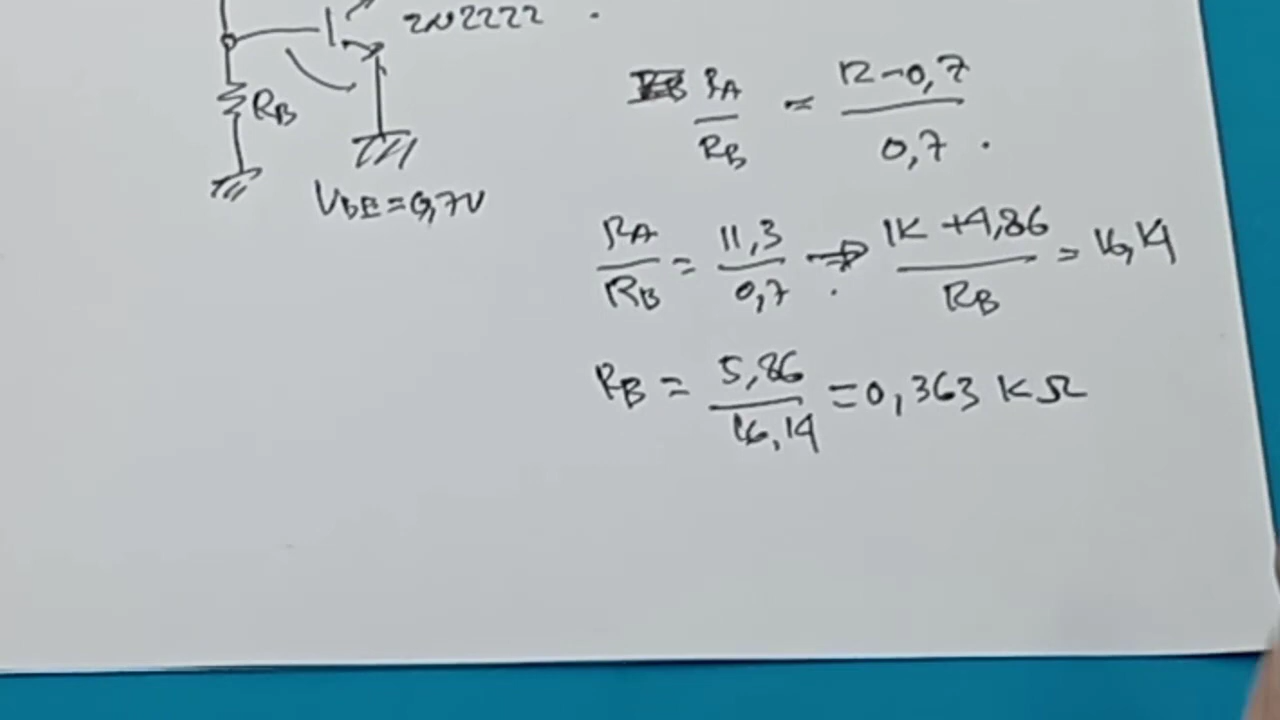 2N2222
RB
VBE=0,7V
RA/RB = 12-0,7/0,7
RA/RB = 11,3/0,7 → 1K+4,86/RB = 16,14
RB = 5,86/16,14 = 0,363 KΩ